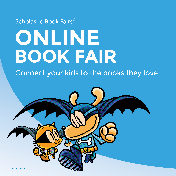 Scholastic Book Fairs®
ONLINE
BOOK FAIR
Connect your kids to the books they love